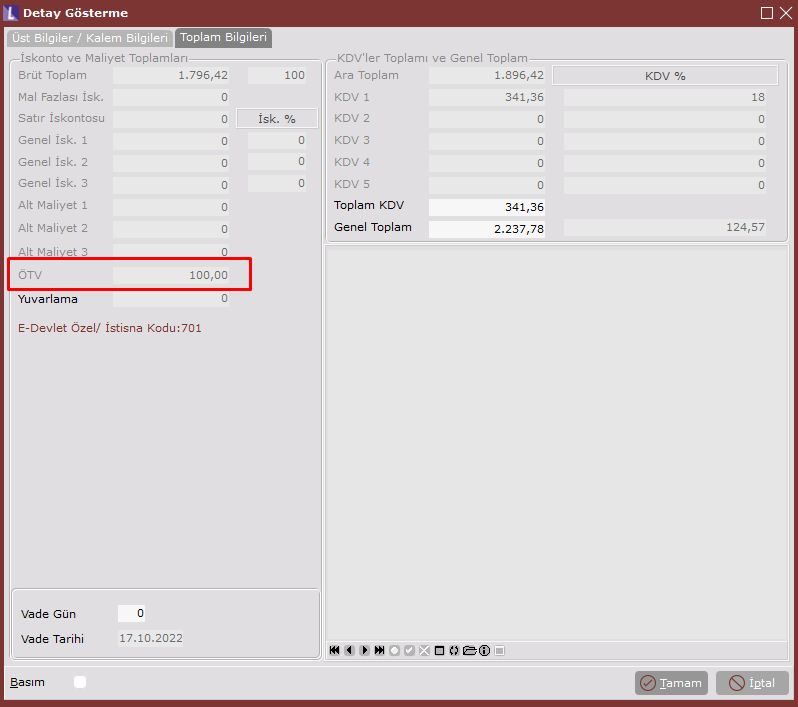 Detay Gösterme
Üst Bilgiler / Kalem Bilgileri Toplam Bilgileri
İskonto ve Maliyet Toplamları
Brüt Toplam 1.796,42 100
Mal Fazlası İsk. 0
Satır İskontosu 0 İsk. %
Genel İsk. 1 0 0
Genel İsk. 2 0 0
Genel İsk. 3 0 0
Alt Maliyet 1 0
Alt Maliyet 2 0
Alt Maliyet 3 0
ÖTV 100,00
Yuvarlama 0
E-Devlet Özel/ İstisna Kodu:701
KDV'ler Toplamı ve Genel Toplam
Ara Toplam 1.896,42 KDV %
KDV 1 341,36 18
KDV 2 0 0
KDV 3 0 0
KDV 4 0 0
KDV 5 0 0
Toplam KDV 341,36
Genel Toplam 2.237,78 124,57
Vade Gün 0
Vade Tarihi 17.10.2022
Basım
Tamam İptal